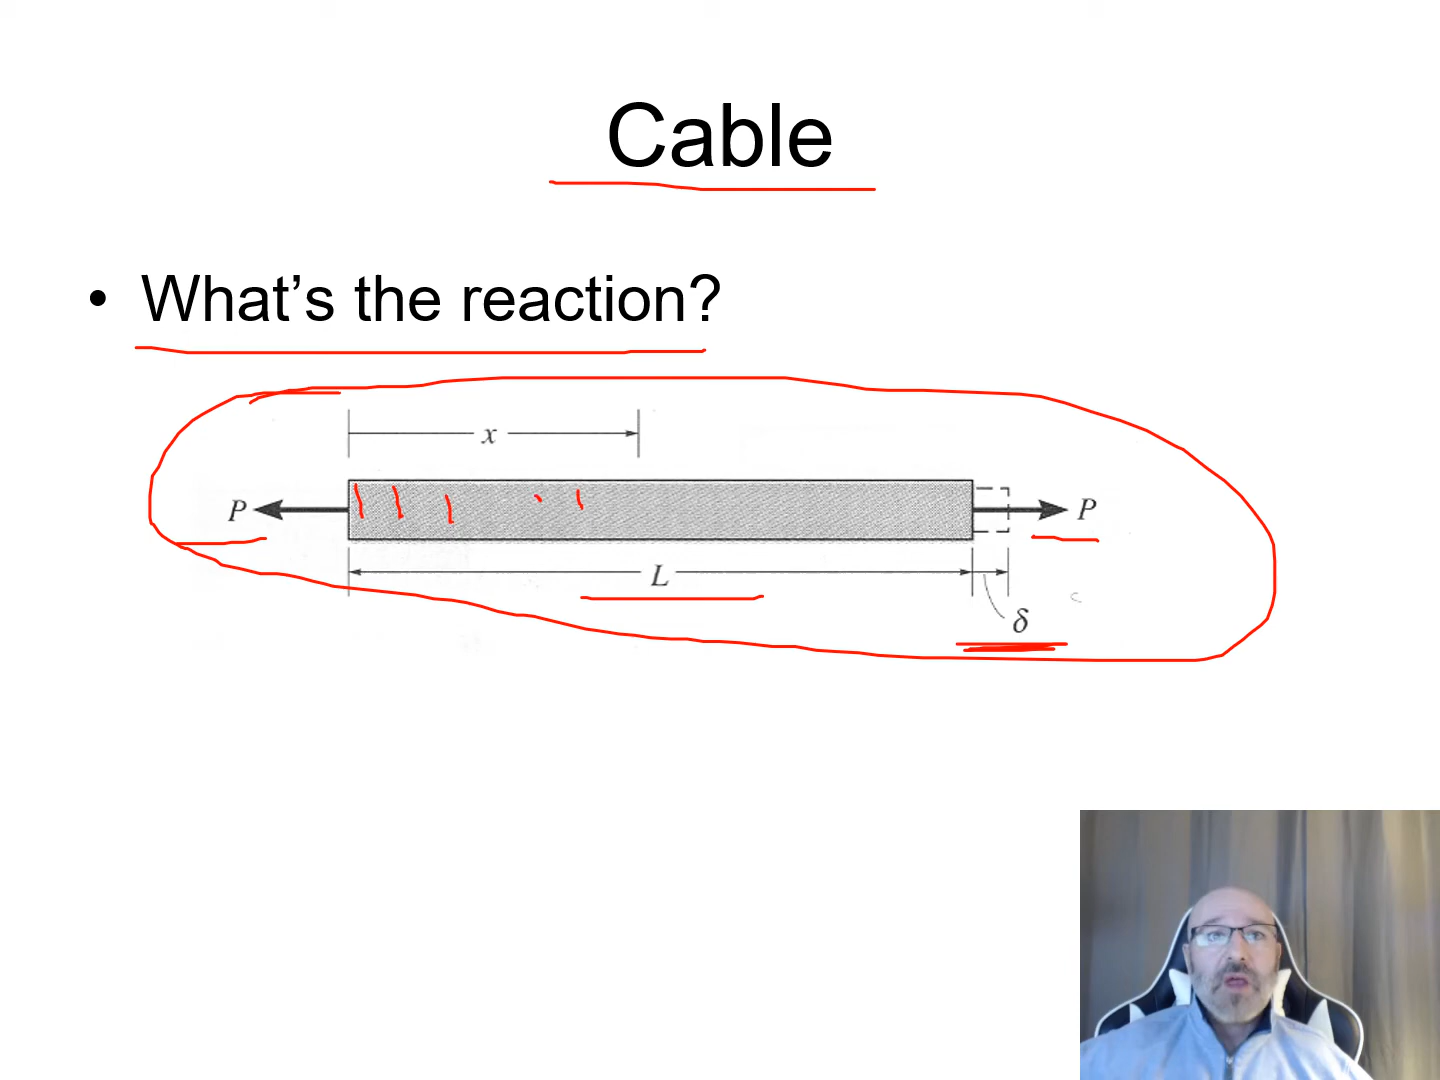 Cable
• What’s the reaction?
x
P P
L
δ